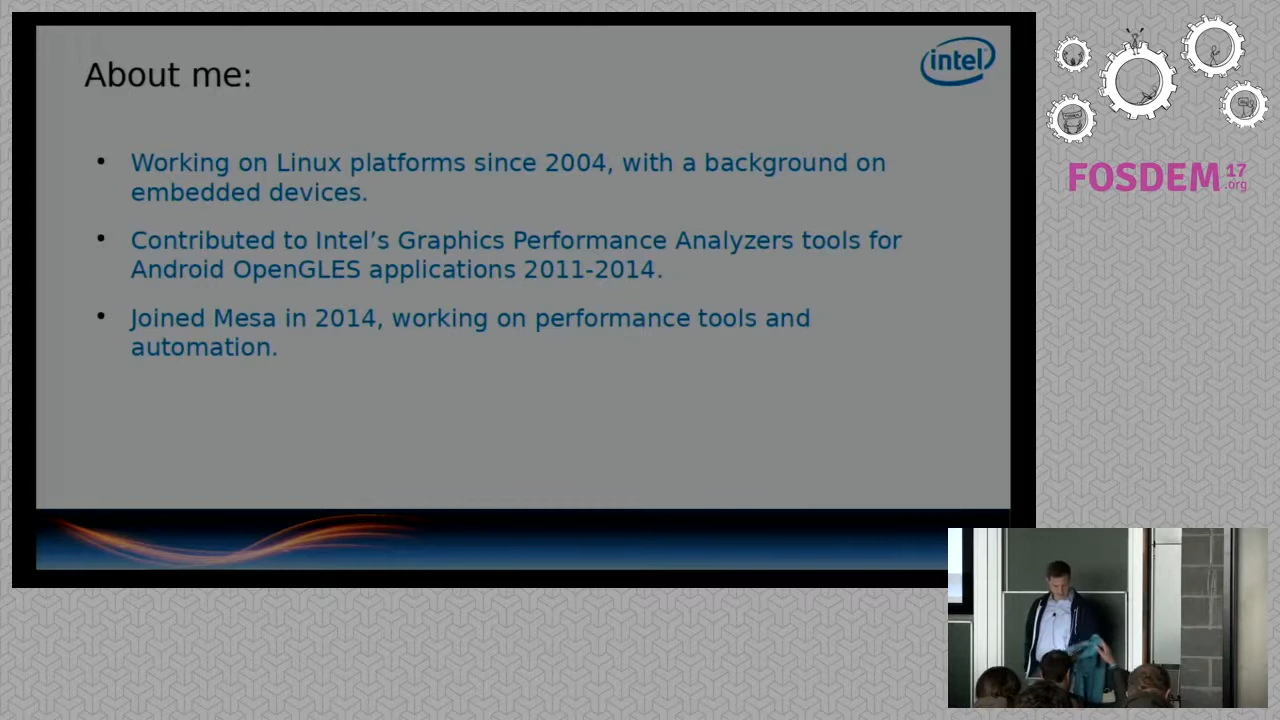 About me:
intel
Working on Linux platforms since 2004, with a background on
embedded devices.
Contributed to Intel’s Graphics Performance Analyzers tools for
Android OpenGLES applications 2011-2014.
Joined Mesa in 2014, working on performance tools and
automation.
FOSDEM 17
.org